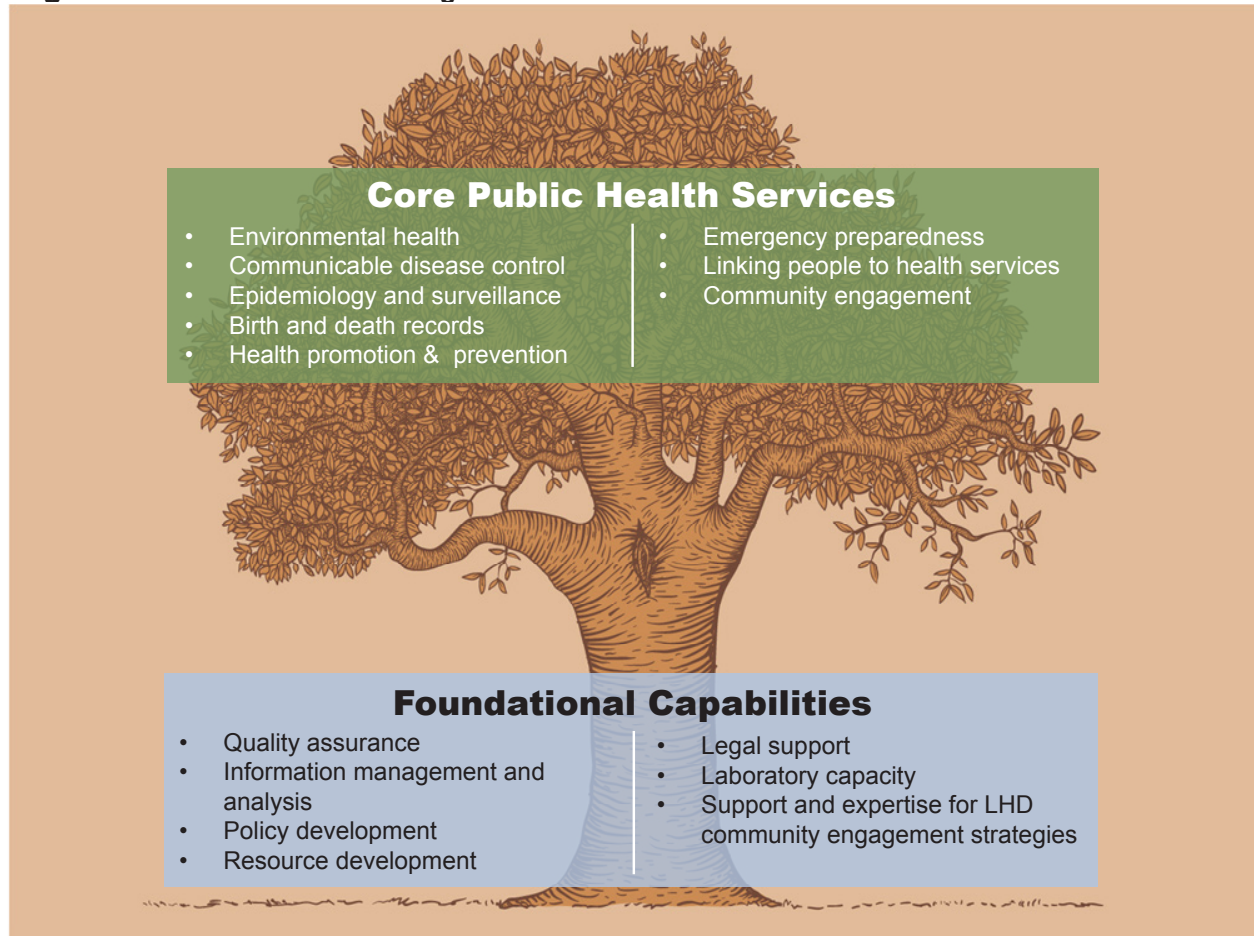 Core Public Health Services
• Environmental health
• Communicable disease control
• Epidemiology and surveillance
• Birth and death records
• Health promotion &  prevention
• Emergency preparedness
• Linking people to health services
• Community engagement
Foundational Capabilities
• Quality assurance
• Information management and
analysis
• Policy development
• Resource development
• Legal support
• Laboratory capacity
• Support and expertise for LHD
community engagement strategies